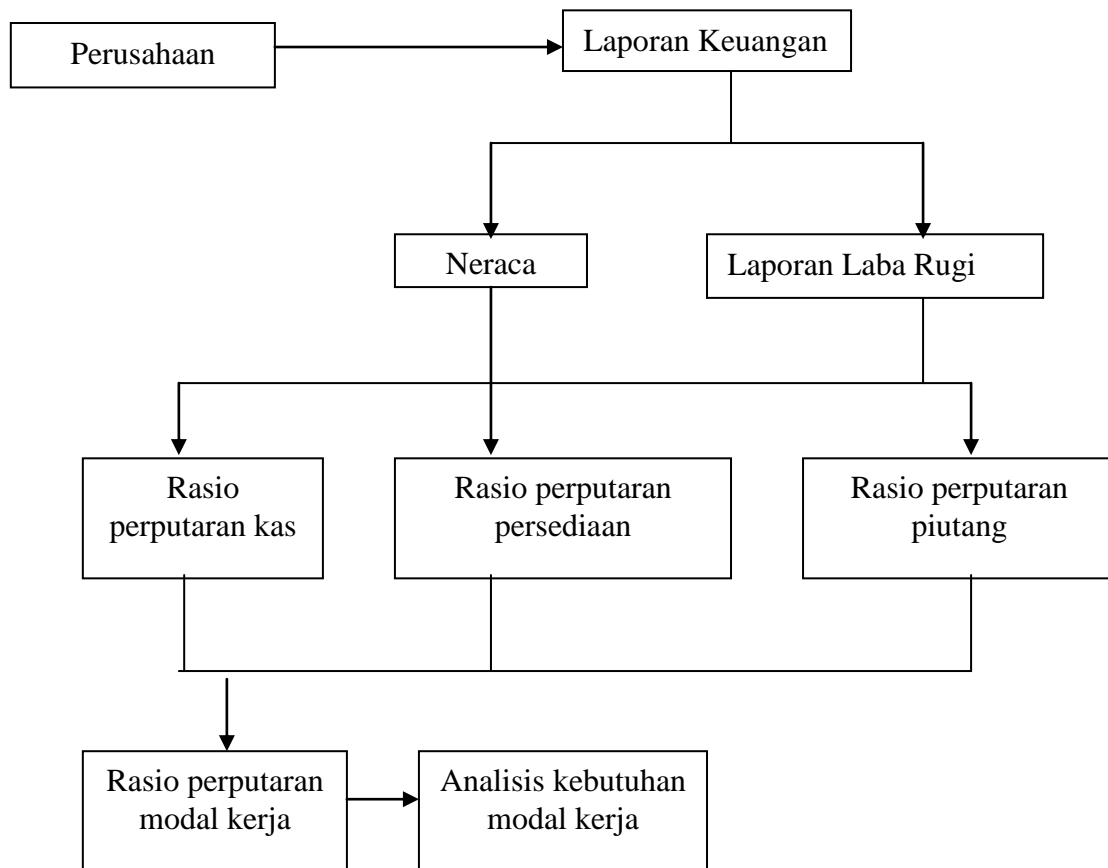 Perusahaan
Laporan Keuangan
Neraca
Laporan Laba Rugi
Rasio
perputaran kas
Rasio perputaran
persediaan
Rasio perputaran
piutang
Rasio perputaran
modal kerja
Analisis kebutuhan
modal kerja